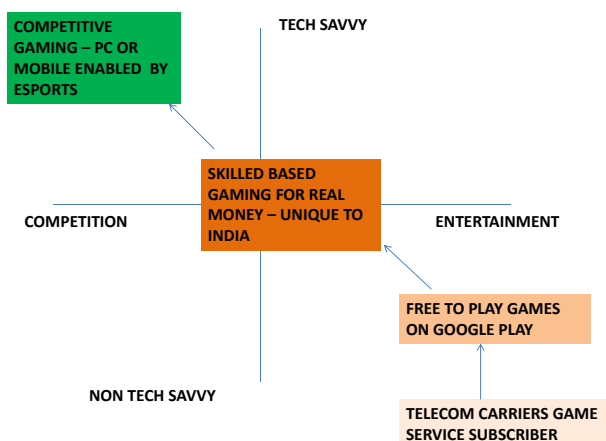 COMPETITIVE
GAMING – PC OR
MOBILE ENABLED BY
ESPORTS
TECH SAVVY
SKILLED BASED
GAMING FOR REAL
MONEY – UNIQUE TO
INDIA
COMPETITION
ENTERTAINMENT
FREE TO PLAY GAMES
ON GOOGLE PLAY
NON TECH SAVVY
TELECOM CARRIERS GAME
SERVICE SUBSCRIBER